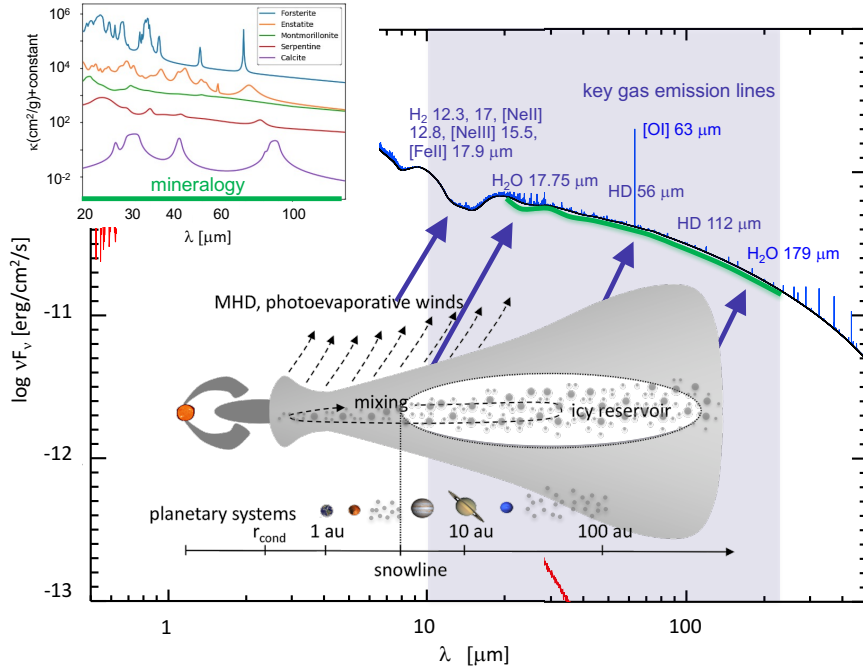 10⁶
10⁴
10²
10⁻²
κ(cm²/g)+constant
Forsterite
Enstatite
Montmorillonite
Serpentine
Calcite
mineralogy
20 30 40 60 100
λ [μm]
key gas emission lines
H₂ 12.3, 17, [NeII]
12.8, [NeIII] 15.5,
[FeII] 17.9 μm
[OI] 63 μm
H₂O 17.75 μm
HD 56 μm
HD 112 μm
H₂O 179 μm
MHD, photoevaporative winds
mixing
icy reservoir
planetary systems
r_cond 1 au 10 au 100 au
snowline
log νFᵥ [erg/cm²/s]
-11
-12
-13
1 10 100
λ [μm]